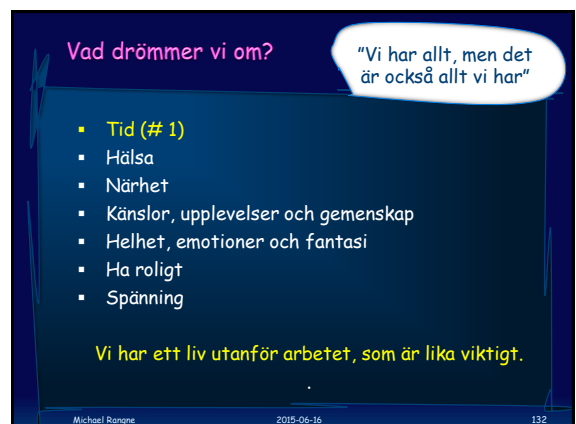 Vad drömmer vi om?
”Vi har allt, men det
är också allt vi har”
▪ Tid (# 1)
▪ Hälsa
▪ Närhet
▪ Känslor, upplevelser och gemenskap
▪ Helhet, emotioner och fantasi
▪ Ha roligt
▪ Spänning
Vi har ett liv utanför arbetet, som är lika viktigt.
.
Michael Rangne 2015-06-16 132